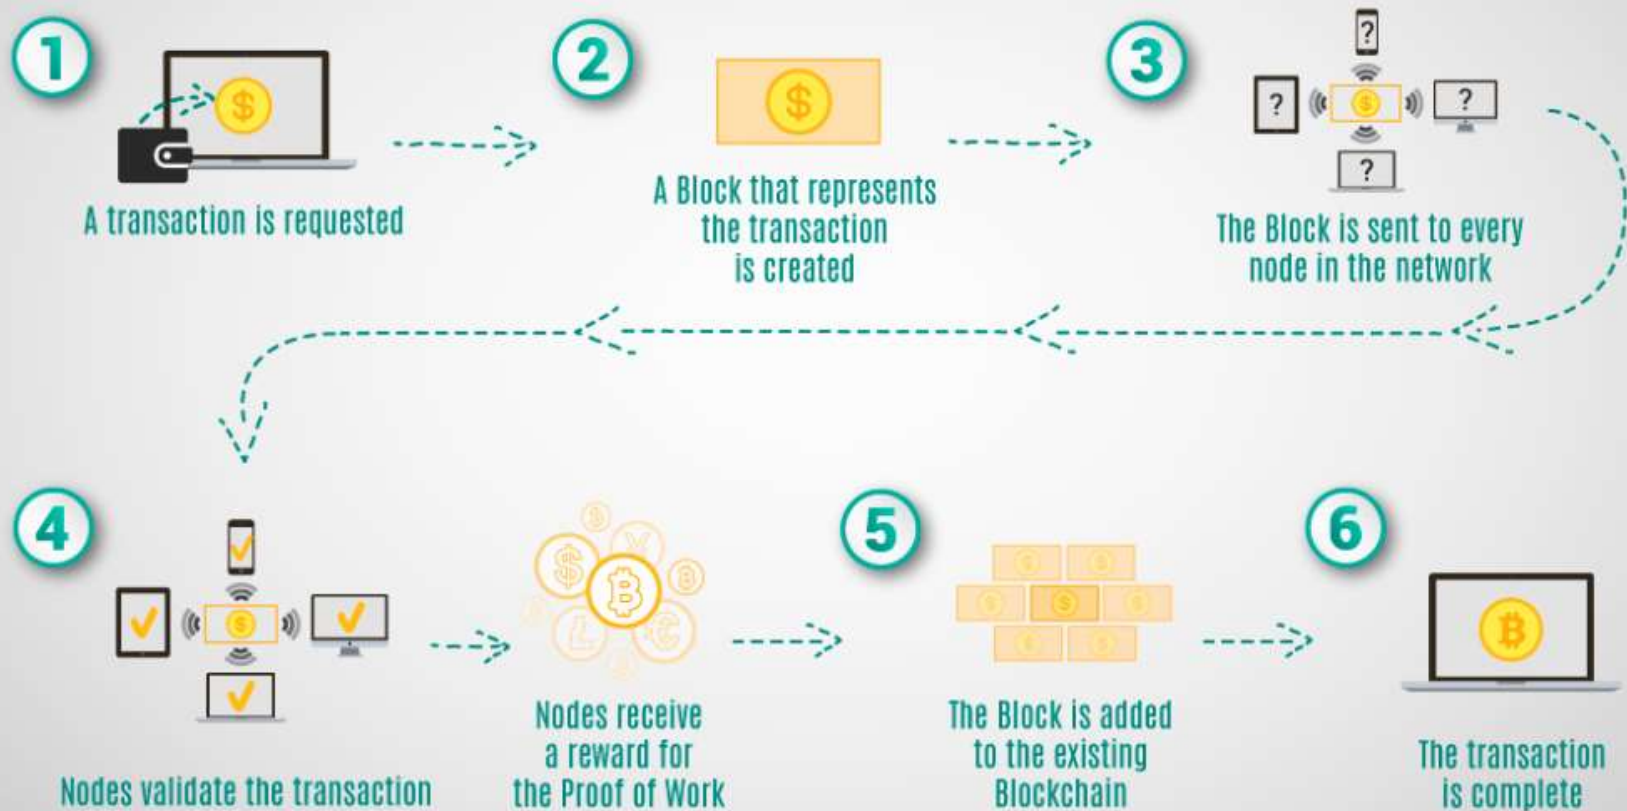 1
A transaction is requested
2
A Block that represents
the transaction
is created
3
?
?
?
?
$
$
$
The Block is sent to every
node in the network
4
$
Nodes validate the transaction
Nodes receive
a reward for
the Proof of Work
5
The Block is added
to the existing
Blockchain
6
The transaction
is complete